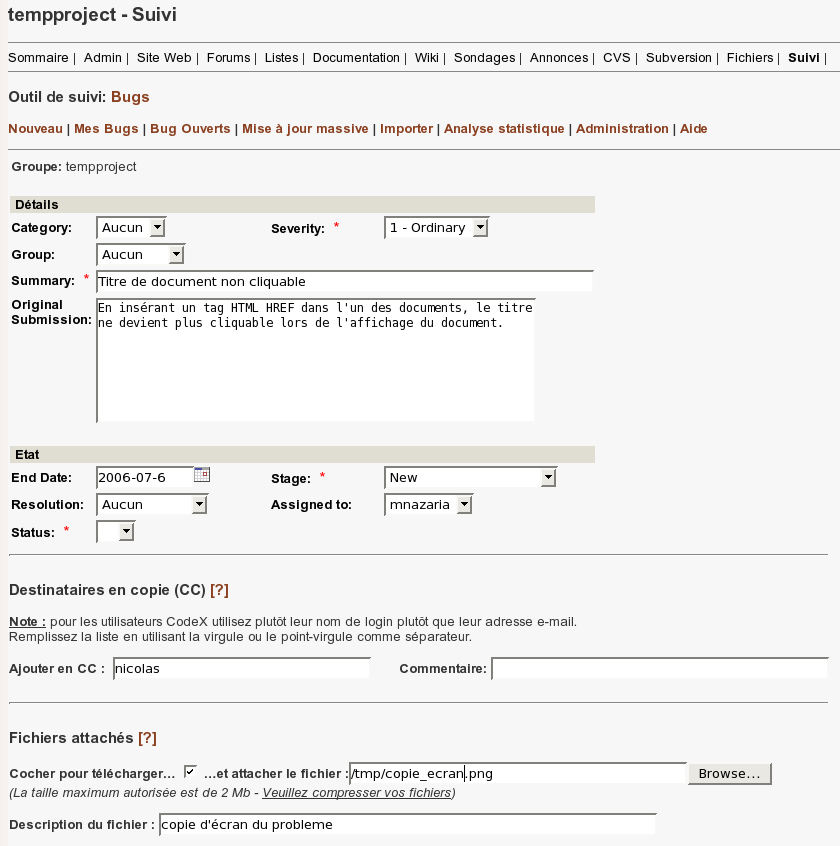 tempproject - Suivi
Sommaire | Admin | Site Web | Forums | Listes | Documentation | Wiki | Sondages | Annonces | CVS | Subversion | Fichiers | Suivi |
Outil de suivi: Bugs
Nouveau | Mes Bugs | Bug Ouverts | Mise à jour massive | Importer | Analyse statistique | Administration | Aide
Groupe: tempproject
Détails
Category: Aucun Severity: * 1 - Ordinary
Group: Aucun
Summary: * Titre de document non cliquable
Original
Submission:
En insérant un tag HTML HREF dans l'un des documents, le titre
ne devient plus cliquable lors de l'affichage du document.
Etat
End Date: 2006-07-6 Stage: * New
Resolution: Aucun Assigned to: mnazaria
Status: *
Destinataires en copie (CC) [?]
Note : pour les utilisateurs CodeX utilisez plutôt leur nom de login plutôt que leur adresse e-mail.
Remplissez la liste en utilisant la virgule ou le point-virgule comme séparateur.
Ajouter en CC : nicolas Commentaire:
Fichiers attachés [?]
Cocher pour télécharger... ...et attacher le fichier : /tmp/copie_ecran.png Browse...
(La taille maximum autorisée est de 2 Mb - Veuillez compresser vos fichiers)
Description du fichier : copie d'écran du probleme